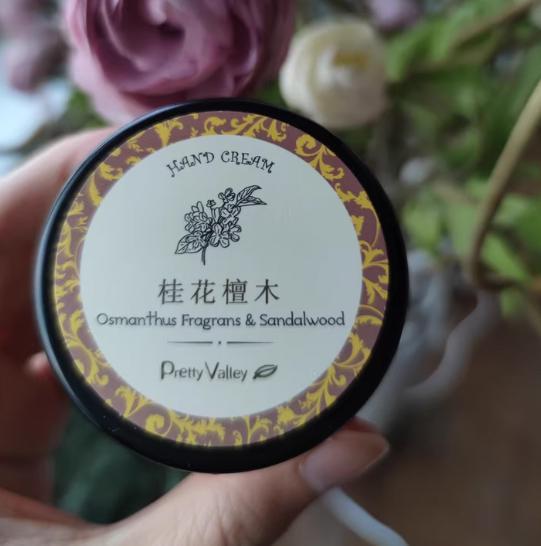 HAND CREAM
桂花檀木
Osmanthus Fragrans & Sandalwood
Pretty Valley